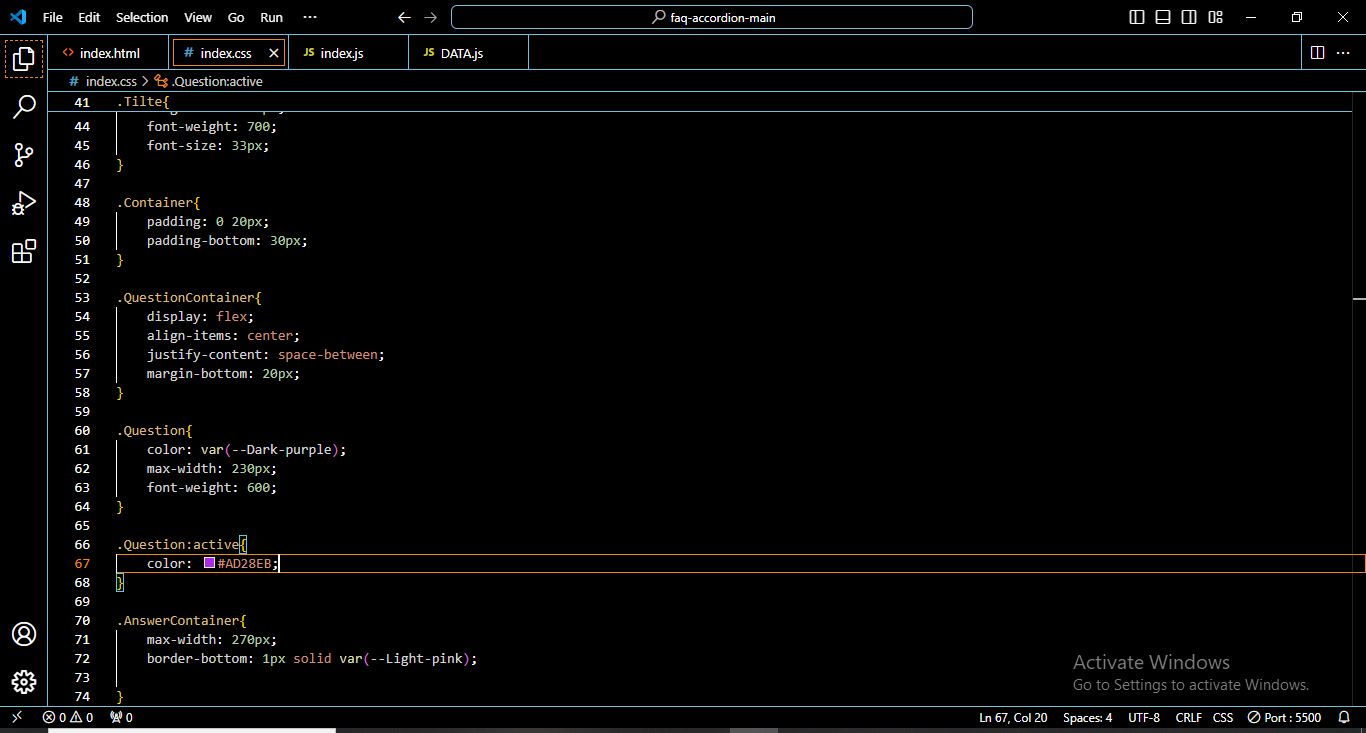 File Edit Selection View Go Run ··· faq-accordion-main
index.html # index.css JS index.js JS DATA.js
# index.css > .Question:active
41 .Tilte{
44 font-weight: 700;
45 font-size: 33px;
46 }
47
48 .Container{
49 padding: 0 20px;
50 padding-bottom: 30px;
51 }
52
53 .QuestionContainer{
54 display: flex;
55 align-items: center;
56 justify-content: space-between;
57 margin-bottom: 20px;
58 }
59
60 .Question{
61 color: var(--Dark-purple);
62 max-width: 230px;
63 font-weight: 600;
64 }
65
66 .Question:active{
67 color: #AD28EB;
68 }
69
70 .AnswerContainer{
71 max-width: 270px;
72 border-bottom: 1px solid var(--Light-pink);
73
74 }
Activate Windows
Go to Settings to activate Windows.
0 0 0 Ln 67, Col 20 Spaces: 4 UTF-8 CRLF CSS Port : 5500